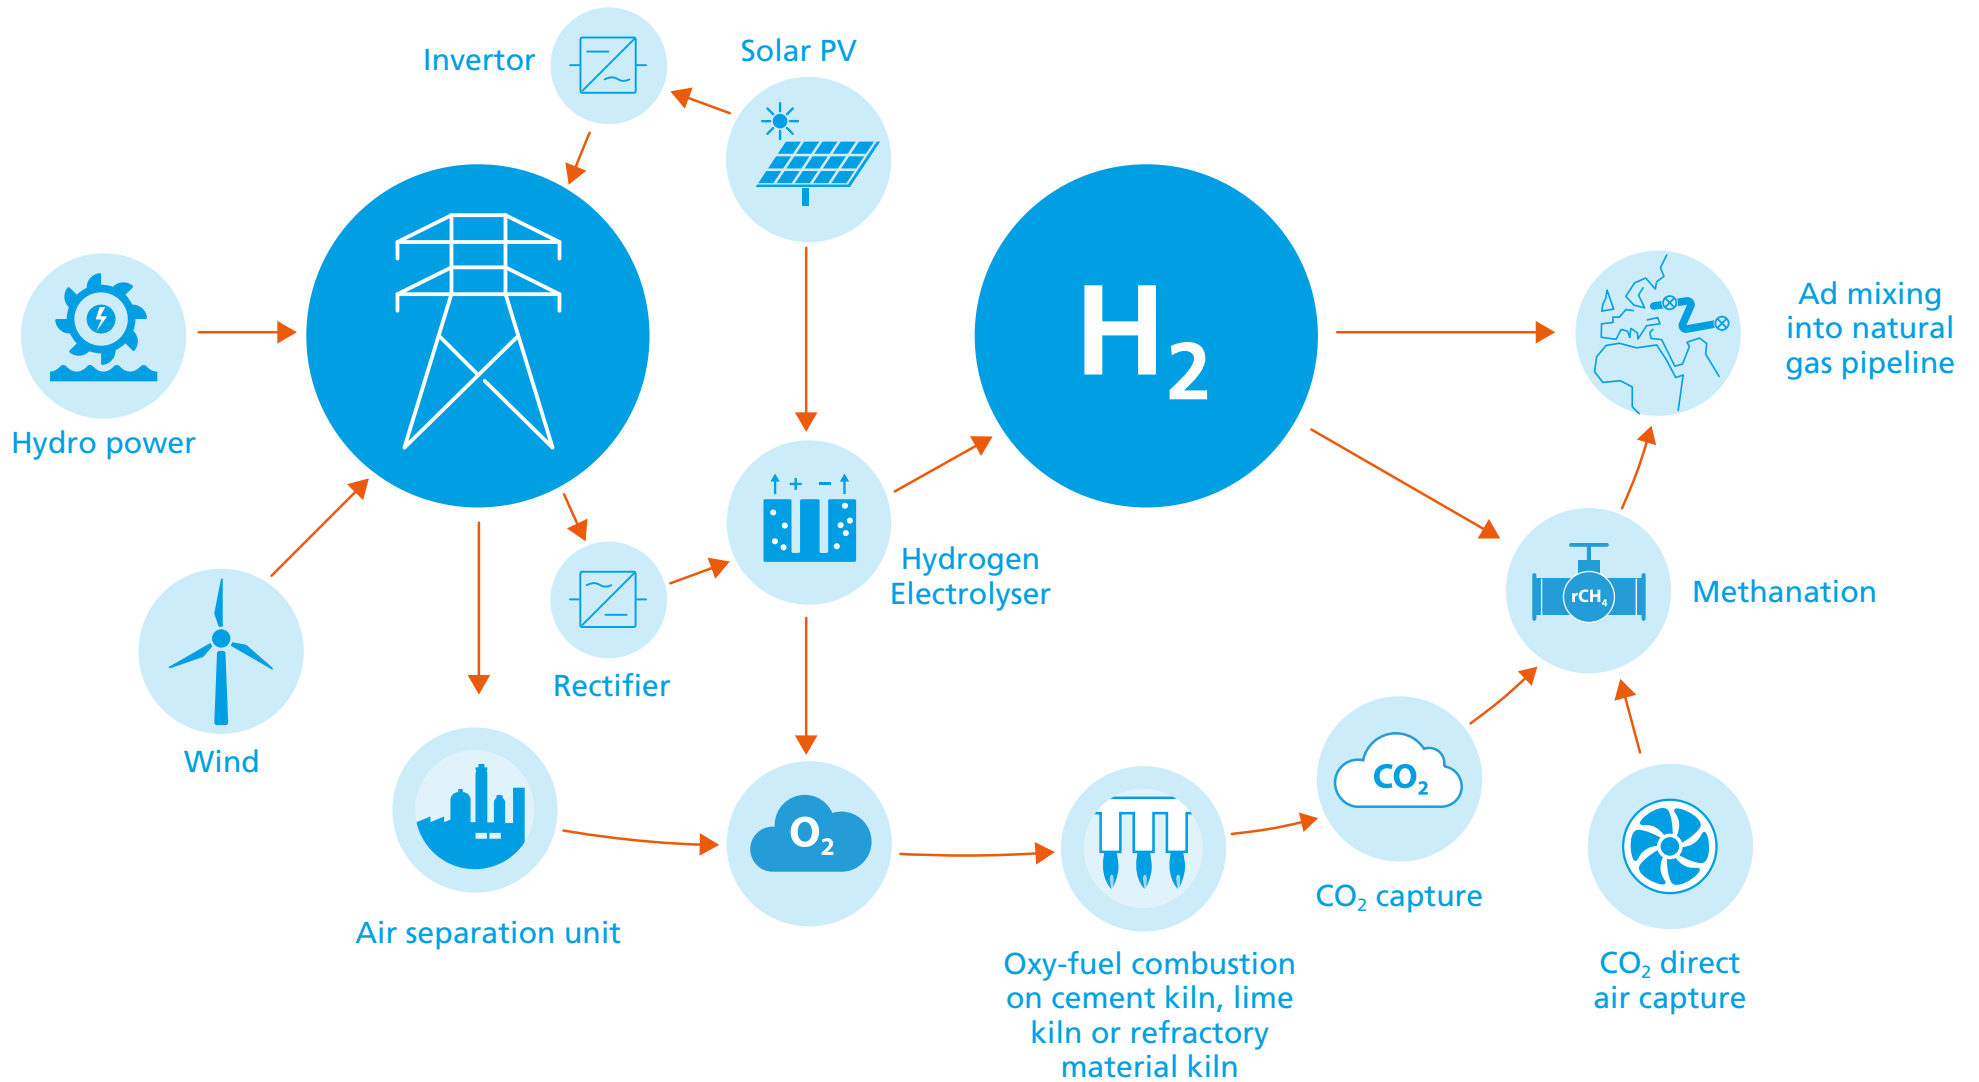 Invertor
Solar PV
H₂
Ad mixing
into natural
gas pipeline
Hydro power
+ −
Hydrogen
Electrolyser
rCH₄
Methanation
Rectifier
Wind
CO₂
O₂
CO₂ capture
Air separation unit
Oxy-fuel combustion
on cement kiln, lime
kiln or refractory
material kiln
CO₂ direct
air capture